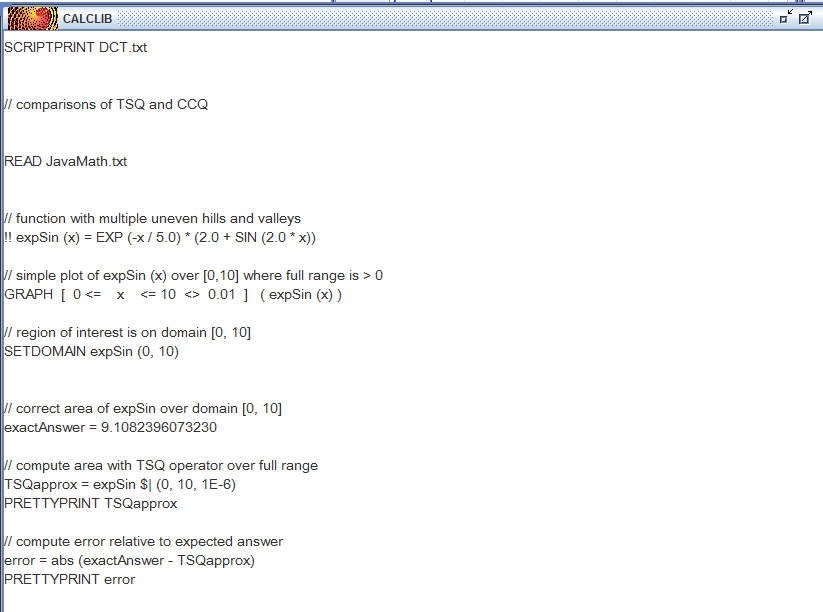 CALCLIB
SCRIPTPRINT DCT.txt
// comparisons of TSQ and CCQ
READ JavaMath.txt
// function with multiple uneven hills and valleys
!! expSin (x) = EXP (-x / 5.0) * (2.0 + SIN (2.0 * x))
// simple plot of expSin (x) over [0,10] where full range is > 0
GRAPH [ 0 <= x <= 10 <> 0.01 ] ( expSin (x) )
// region of interest is on domain [0, 10]
SETDOMAIN expSin (0, 10)
// correct area of expSin over domain [0, 10]
exactAnswer = 9.1082396073230
// compute area with TSQ operator over full range
TSQapprox = expSin $| (0, 10, 1E-6)
PRETTYPRINT TSQapprox
// compute error relative to expected answer
error = abs (exactAnswer - TSQapprox)
PRETTYPRINT error